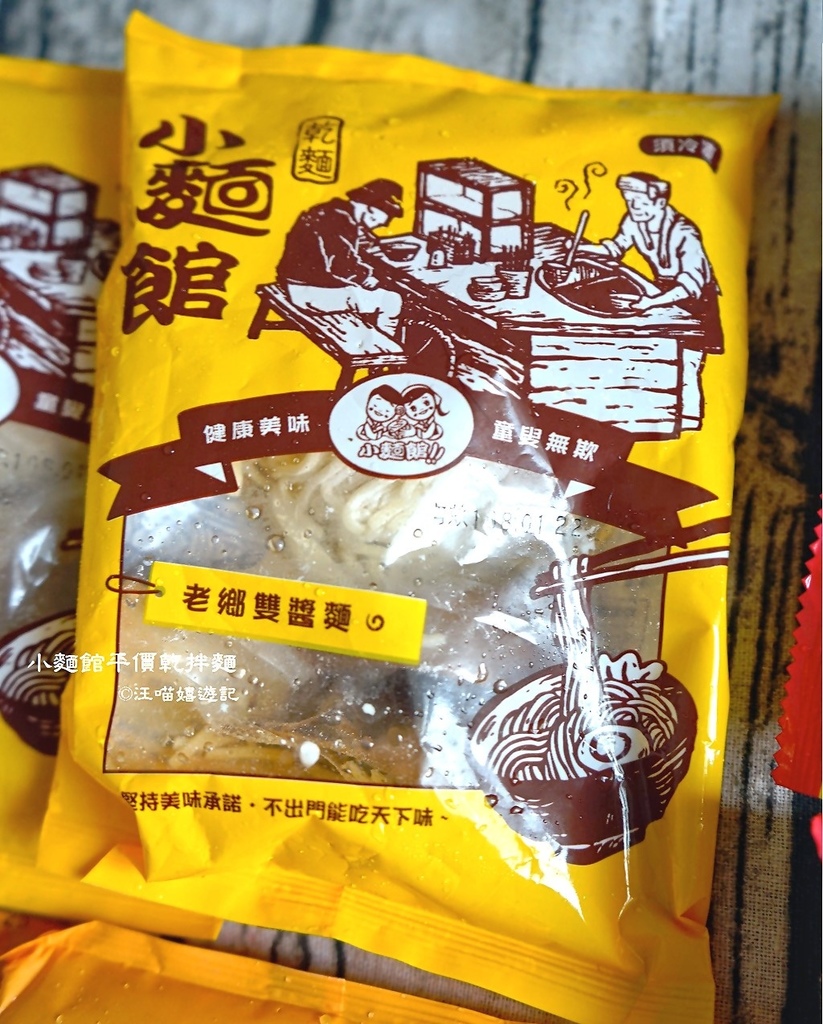 小麵館
乾麵
須冷藏
健康美味
童叟無欺
小麵館!!
老鄉雙醬麵
小麵館平價乾拌麵
©汪喵嬉遊記
堅持美味承諾·不出門能吃天下味~